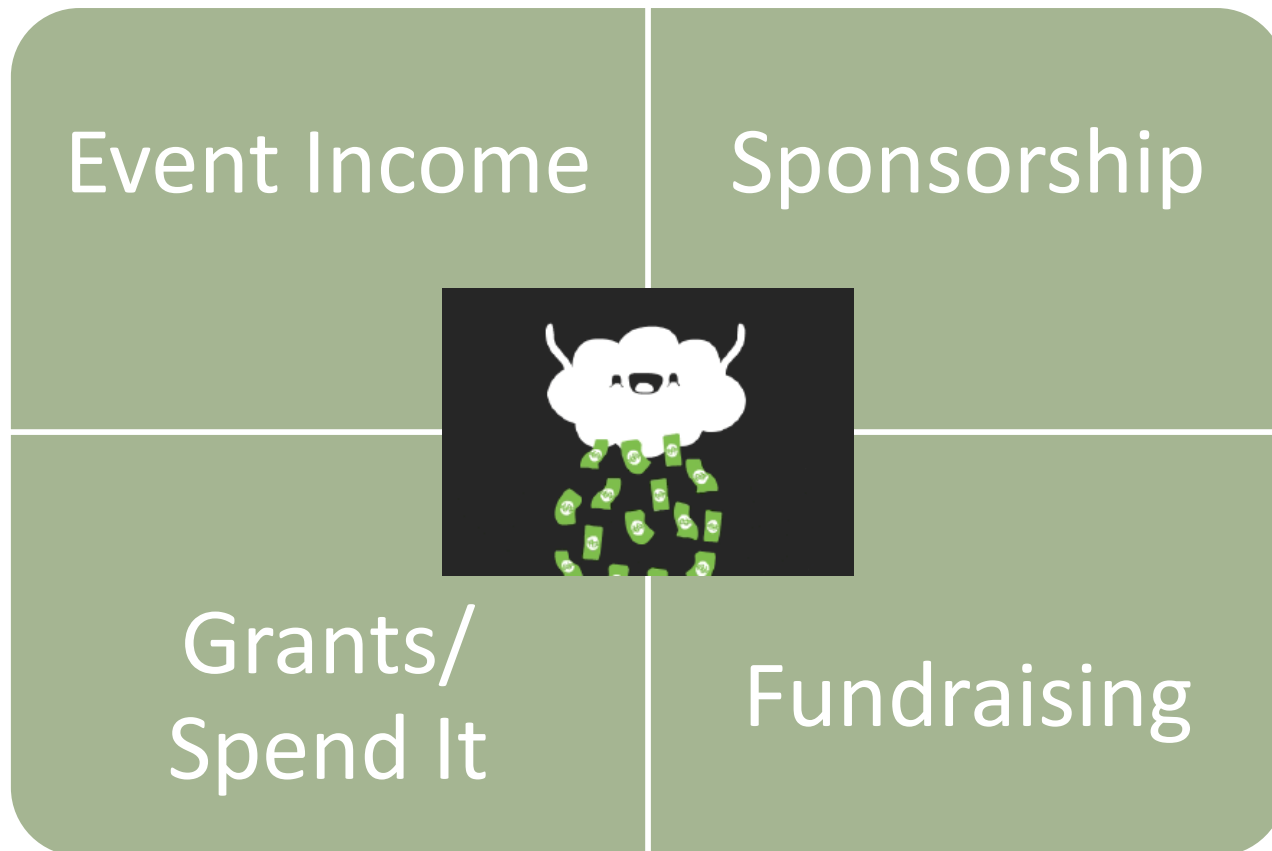 Event Income
Sponsorship
Grants/
Spend It
Fundraising